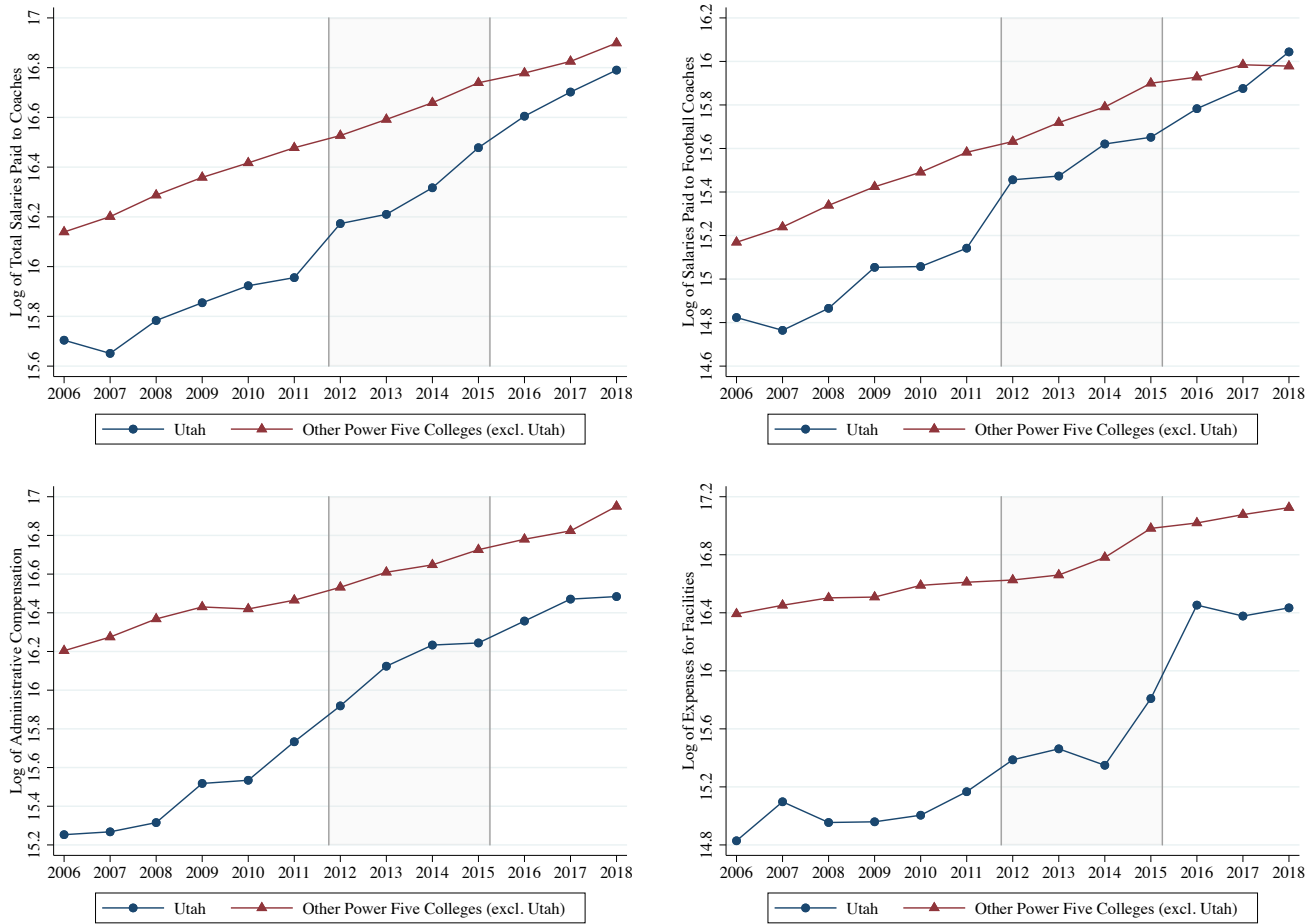 Log of Total Salaries Paid to Coaches
17
16.8
16.6
16.4
16.2
16
15.8
15.6
2006 2007 2008 2009 2010 2011 2012 2013 2014 2015 2016 2017 2018
Utah Other Power Five Colleges (excl. Utah)
Log of Salaries Paid to Football Coaches
16.2
16
15.8
15.6
15.4
15.2
15
14.8
14.6
2006 2007 2008 2009 2010 2011 2012 2013 2014 2015 2016 2017 2018
Utah Other Power Five Colleges (excl. Utah)
Log of Administrative Compensation
17
16.8
16.6
16.4
16.2
16
15.8
15.6
15.4
15.2
2006 2007 2008 2009 2010 2011 2012 2013 2014 2015 2016 2017 2018
Utah Other Power Five Colleges (excl. Utah)
Log of Expenses for Facilities
17.2
16.8
16.4
16
15.6
15.2
14.8
2006 2007 2008 2009 2010 2011 2012 2013 2014 2015 2016 2017 2018
Utah Other Power Five Colleges (excl. Utah)